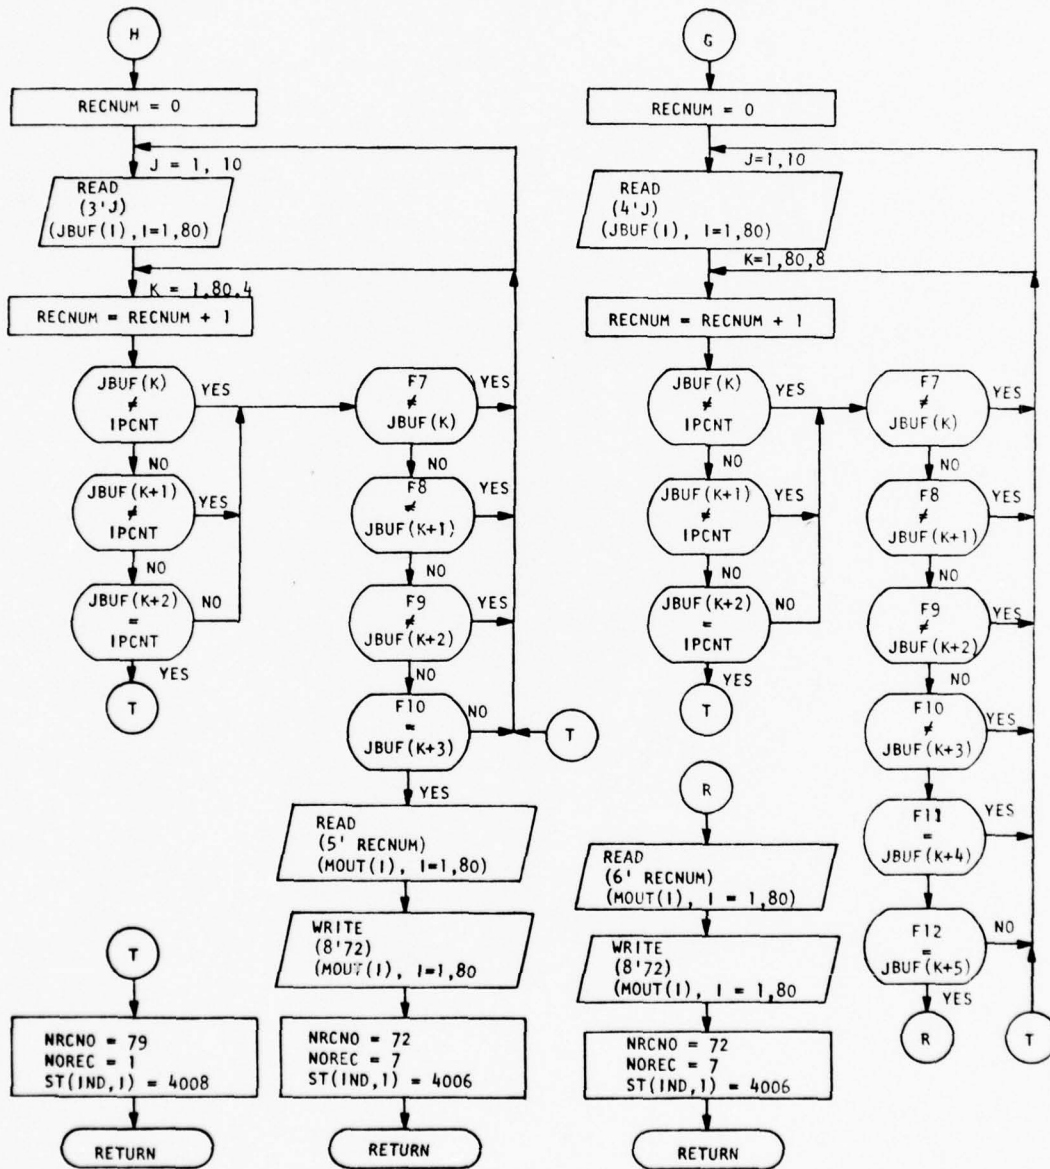 H
RECNUM = 0
J = 1, 10
READ
(3'J)
(JBUF(I),I=1,80)
K = 1,80,4
RECNUM = RECNUM + 1
JBUF(K)
≠
IPCNT
YES
NO
JBUF(K+1)
≠
IPCNT
YES
NO
JBUF(K+2)
=
IPCNT
NO
YES
T
F7
≠
JBUF(K)
YES
NO
F8
≠
JBUF(K+1)
YES
NO
F9
≠
JBUF(K+2)
YES
NO
F10
=
JBUF(K+3)
NO
T
YES
READ
(5' RECNUM)
(MOUT(I), I=1,80)
WRITE
(8'72)
(MOUT(I), I=1,80
NRCNO = 72
NOREC = 7
ST(IND,I) = 4006
RETURN
T
NRCNO = 79
NOREC = 1
ST(IND,I) = 4008
RETURN
G
RECNUM = 0
J=1,10
READ
(4'J)
(JBUF(I), I=1,80)
K=1,80,8
RECNUM = RECNUM + 1
JBUF(K)
≠
IPCNT
YES
NO
JBUF(K+1)
≠
IPCNT
YES
NO
JBUF(K+2)
=
IPCNT
NO
YES
T
F7
≠
JBUF(K)
YES
NO
F8
≠
JBUF(K+1)
YES
NO
F9
≠
JBUF(K+2)
YES
NO
F10
≠
JBUF(K+3)
YES
F11
=
JBUF(K+4)
YES
F12
=
JBUF(K+5)
NO
YES
R
T
R
READ
(6' RECNUM)
(MOUT(I), I = 1,80)
WRITE
(8'72)
(MOUT(I), I = 1,80
NRCNO = 72
NOREC = 7
ST(IND,I) = 4006
RETURN